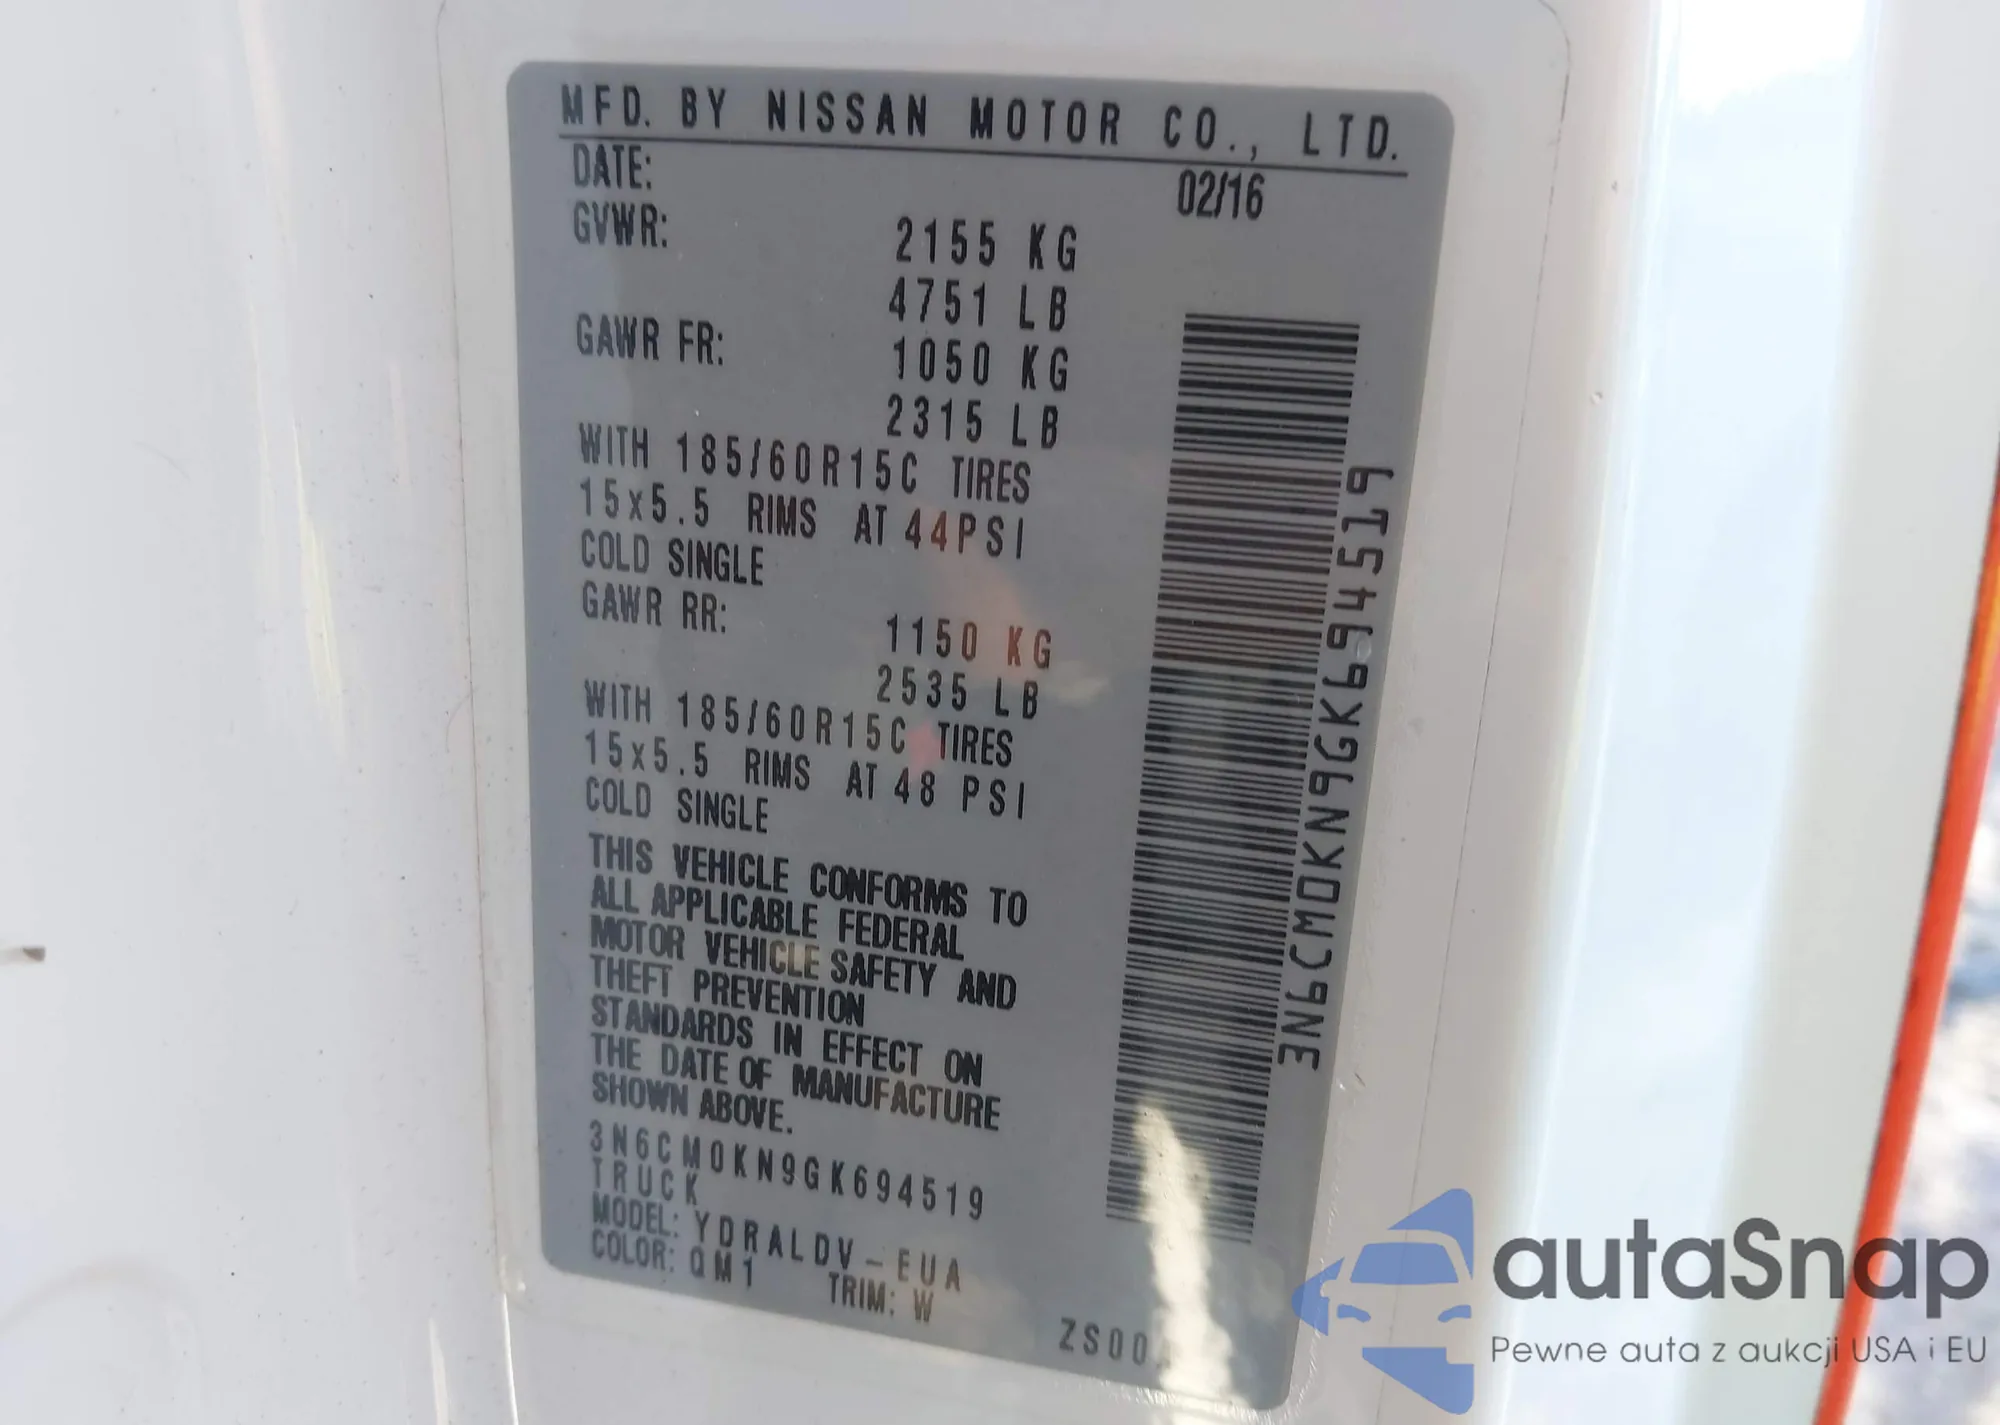 MFD. BY NISSAN MOTOR CO., LTD.
DATE: 02/16
GVWR: 2155 KG
4751 LB
GAWR FR: 1050 KG
2315 LB
WITH 185/60R15C TIRES
15x5.5 RIMS AT 44PSI
COLD SINGLE
GAWR RR: 1150 KG
2535 LB
WITH 185/60R15C TIRES
15x5.5 RIMS AT 48 PSI
COLD SINGLE
THIS VEHICLE CONFORMS TO
ALL APPLICABLE FEDERAL
MOTOR VEHICLE SAFETY AND
THEFT PREVENTION
STANDARDS IN EFFECT ON
THE DATE OF MANUFACTURE
SHOWN ABOVE.
3N6CM0KN9GK694519
TRUCK
MODEL: YDRALDV-EUA
COLOR: QM1 TRIM: W
3N6CM0KN9GK694519
autaSnap
Pewne auta z aukcji USA i EU